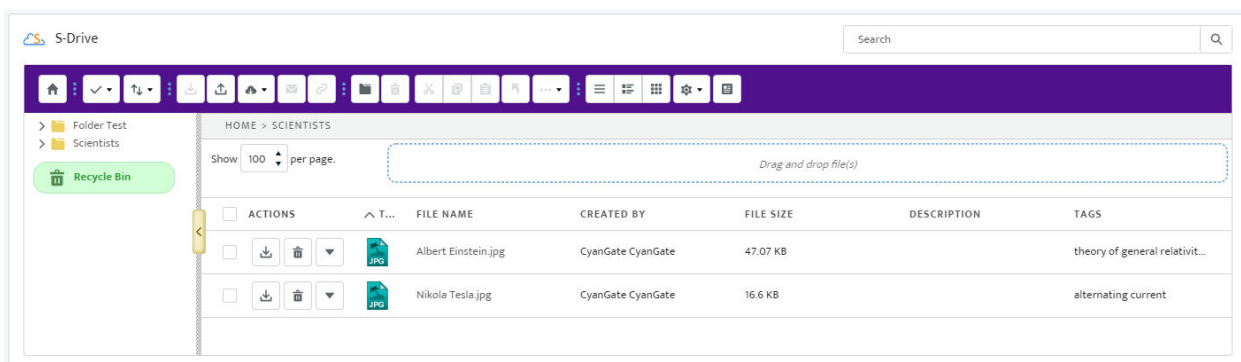 S-Drive
Search
Folder Test
Scientists
Recycle Bin
HOME > SCIENTISTS
Show 100 per page.
Drag and drop file(s)
ACTIONS T... FILE NAME CREATED BY FILE SIZE DESCRIPTION TAGS
JPG Albert Einstein.jpg CyanGate CyanGate 47.07 KB theory of general relativit...
JPG Nikola Tesla.jpg CyanGate CyanGate 16.6 KB alternating current